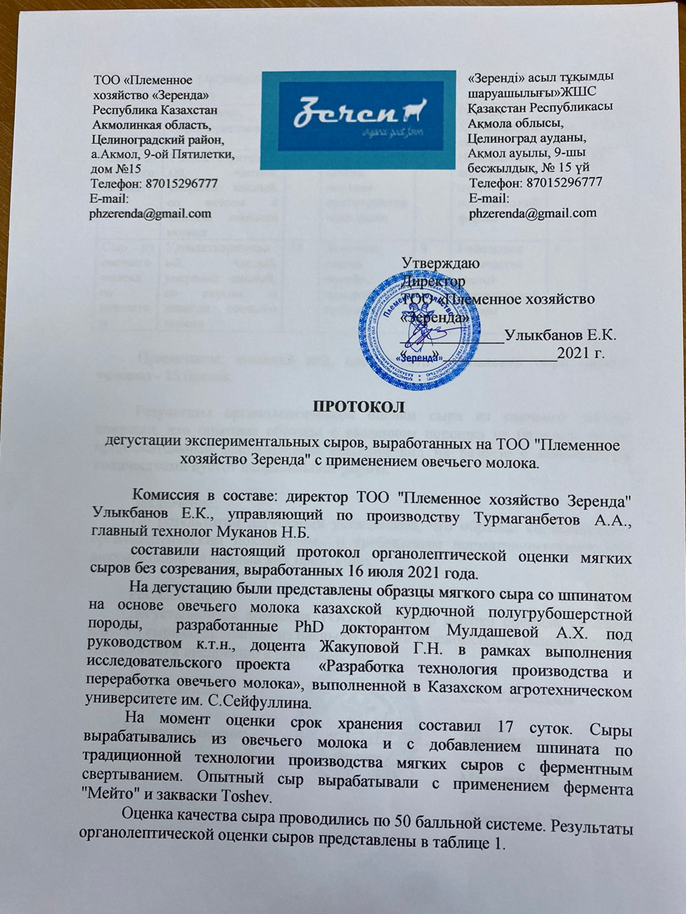 ТОО «Племенное
хозяйство «Зеренда»
Республика Казахстан
Акмолинкая область,
Целиноградский район,
а.Акмол, 9-ой Пятилетки,
дом №15
Телефон: 87015296777
E-mail:
phzerenda@gmail.com
Zeren
«Зеренді» асыл тұқымды
шаруашылығы»ЖШС
Қазақстан Республикасы
Ақмола облысы,
Целиноград ауданы,
Акмол ауылы, 9-шы
бесжылдық, № 15 үй
Телефон: 87015296777
E-mail:
phzerenda@gmail.com
Утверждаю
Директор
ТОО «Племенное хозяйство
«Зеренда»
_____________Улыкбанов Е.К.
«___»_______________2021 г.
«Зеренда»
ПРОТОКОЛ
дегустации экспериментальных сыров, выработанных на ТОО "Племенное
хозяйство Зеренда" с применением овечьего молока.
Комиссия в составе: директор ТОО "Племенное хозяйство Зеренда"
Улыкбанов Е.К., управляющий по производству Турмаганбетов А.А.,
главный технолог Муканов Н.Б.
составили настоящий протокол органолептической оценки мягких
сыров без созревания, выработанных 16 июля 2021 года.
На дегустацию были представлены образцы мягкого сыра со шпинатом
на основе овечьего молока казахской курдючной полугрубошерстной
породы, разработанные PhD докторантом Мулдашевой А.Х. под
руководством к.т.н., доцента Жакуповой Г.Н. в рамках выполнения
исследовательского проекта «Разработка технология производства и
переработка овечьего молока», выполненной в Казахском агротехническом
университете им. С.Сейфуллина.
На момент оценки срок хранения составил 17 суток. Сыры
вырабатывались из овечьего молока и с добавлением шпината по
традиционной технологии производства мягких сыров с ферментным
свертыванием. Опытный сыр вырабатывали с применением фермента
"Мейто" и закваски Toshev.
Оценка качества сыра проводились по 50 балльной системе. Результаты
органолептической оценки сыров представлены в таблице 1.